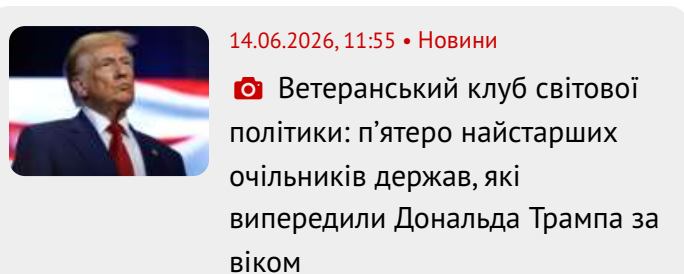 14.06.2026, 11:55 • Новини
Ветеранський клуб світової
політики: п’ятеро найстарших
очільників держав, які
випередили Дональда Трампа за
віком